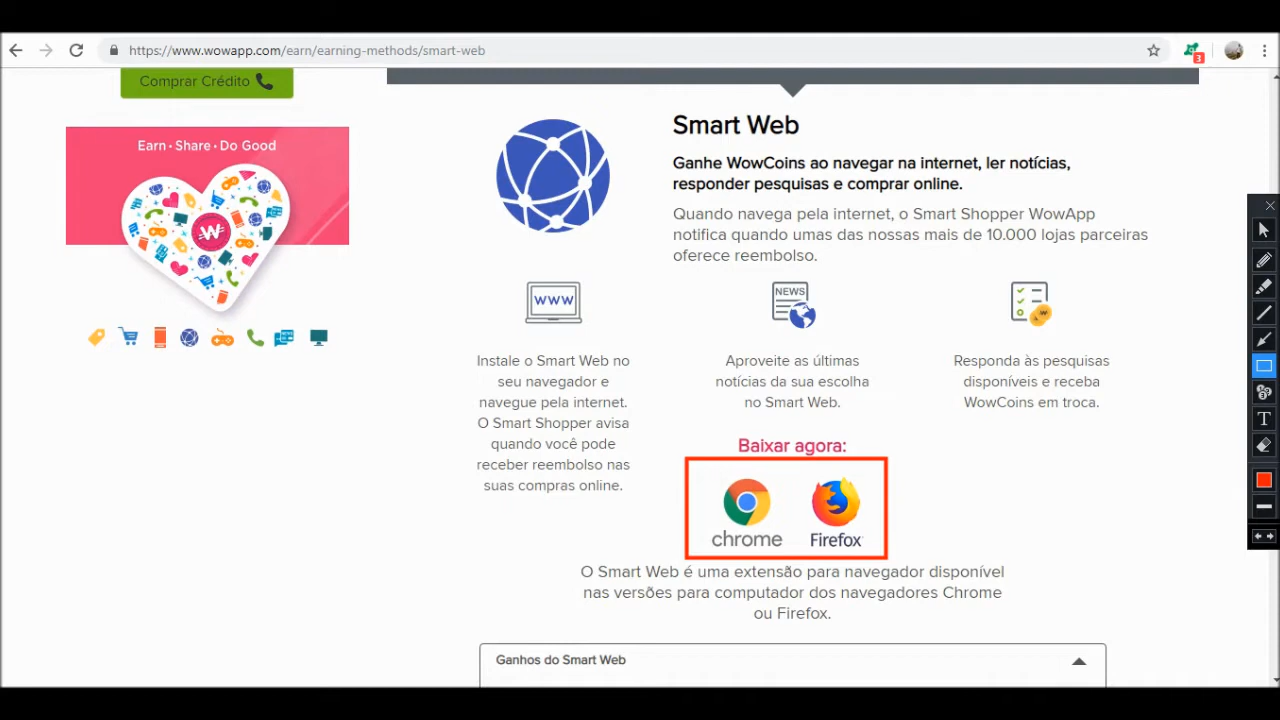 https://www.wowapp.com/earn/earning-methods/smart-web
3
Comprar Crédito
Earn • Share • Do Good
W
Smart Web
Ganhe WowCoins ao navegar na internet, ler notícias,
responder pesquisas e comprar online.
Quando navega pela internet, o Smart Shopper WowApp
notifica quando umas das nossas mais de 10.000 lojas parceiras
oferece reembolso.
WWW
NEWS
Instale o Smart Web no
seu navegador e
navegue pela internet.
O Smart Shopper avisa
quando você pode
receber reembolso nas
suas compras online.
Aproveite as últimas
notícias da sua escolha
no Smart Web.
Responda às pesquisas
disponíveis e receba
WowCoins em troca.
Baixar agora:
chrome
Firefox
O Smart Web é uma extensão para navegador disponível
nas versões para computador dos navegadores Chrome
ou Firefox.
Ganhos do Smart Web
T